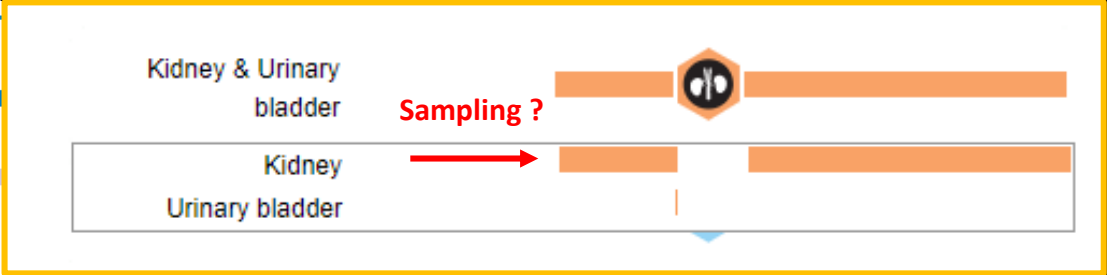 Kidney & Urinary
bladder
Sampling ?
Kidney
Urinary bladder